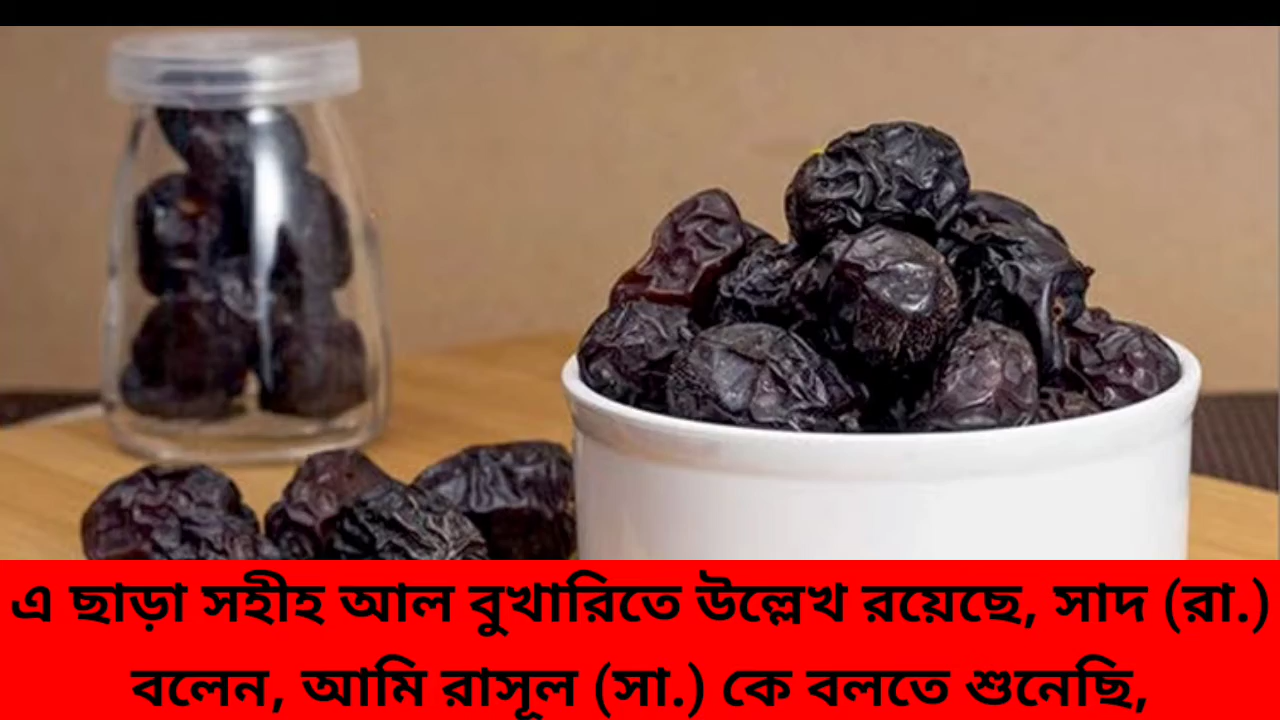 এ ছাড়া সহীহ আল বুখারিতে উল্লেখ রয়েছে, সাদ (রা.)
বলেন, আমি রাসূল (সা.) কে বলতে শুনেছি,